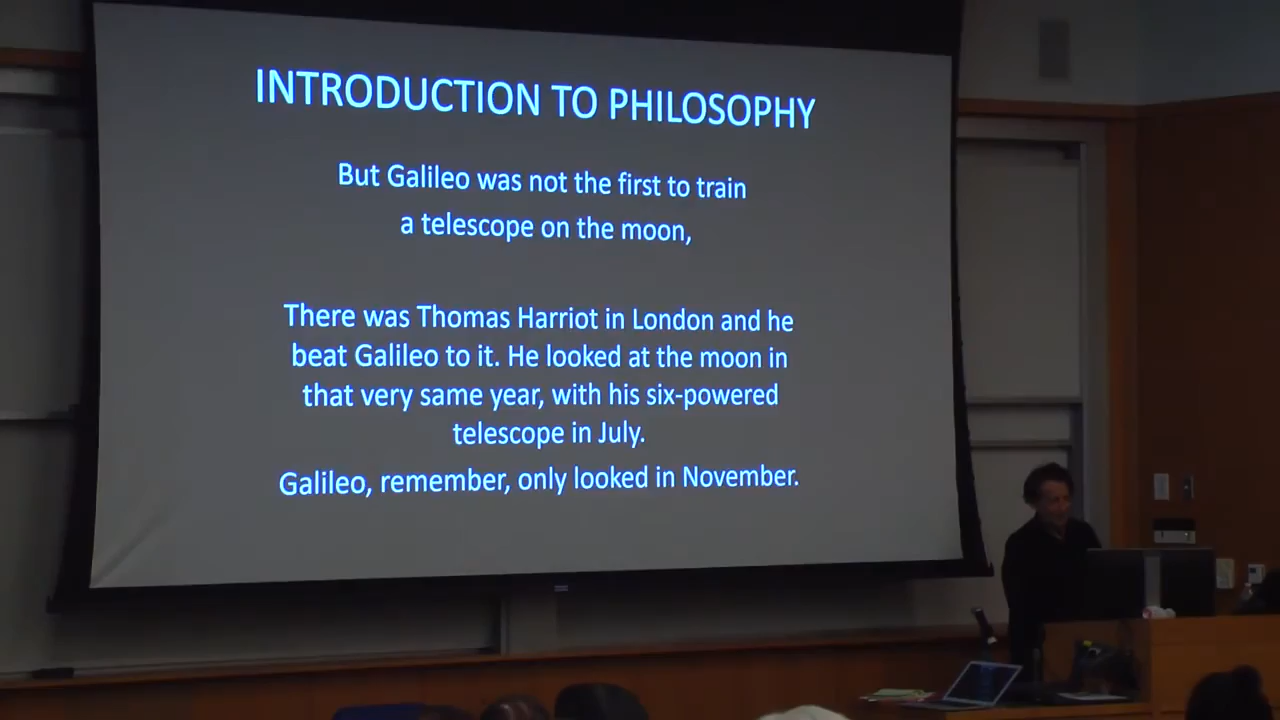 INTRODUCTION TO PHILOSOPHY
But Galileo was not the first to train
a telescope on the moon,
There was Thomas Harriot in London and he
beat Galileo to it. He looked at the moon in
that very same year, with his six-powered
telescope in July.
Galileo, remember, only looked in November.